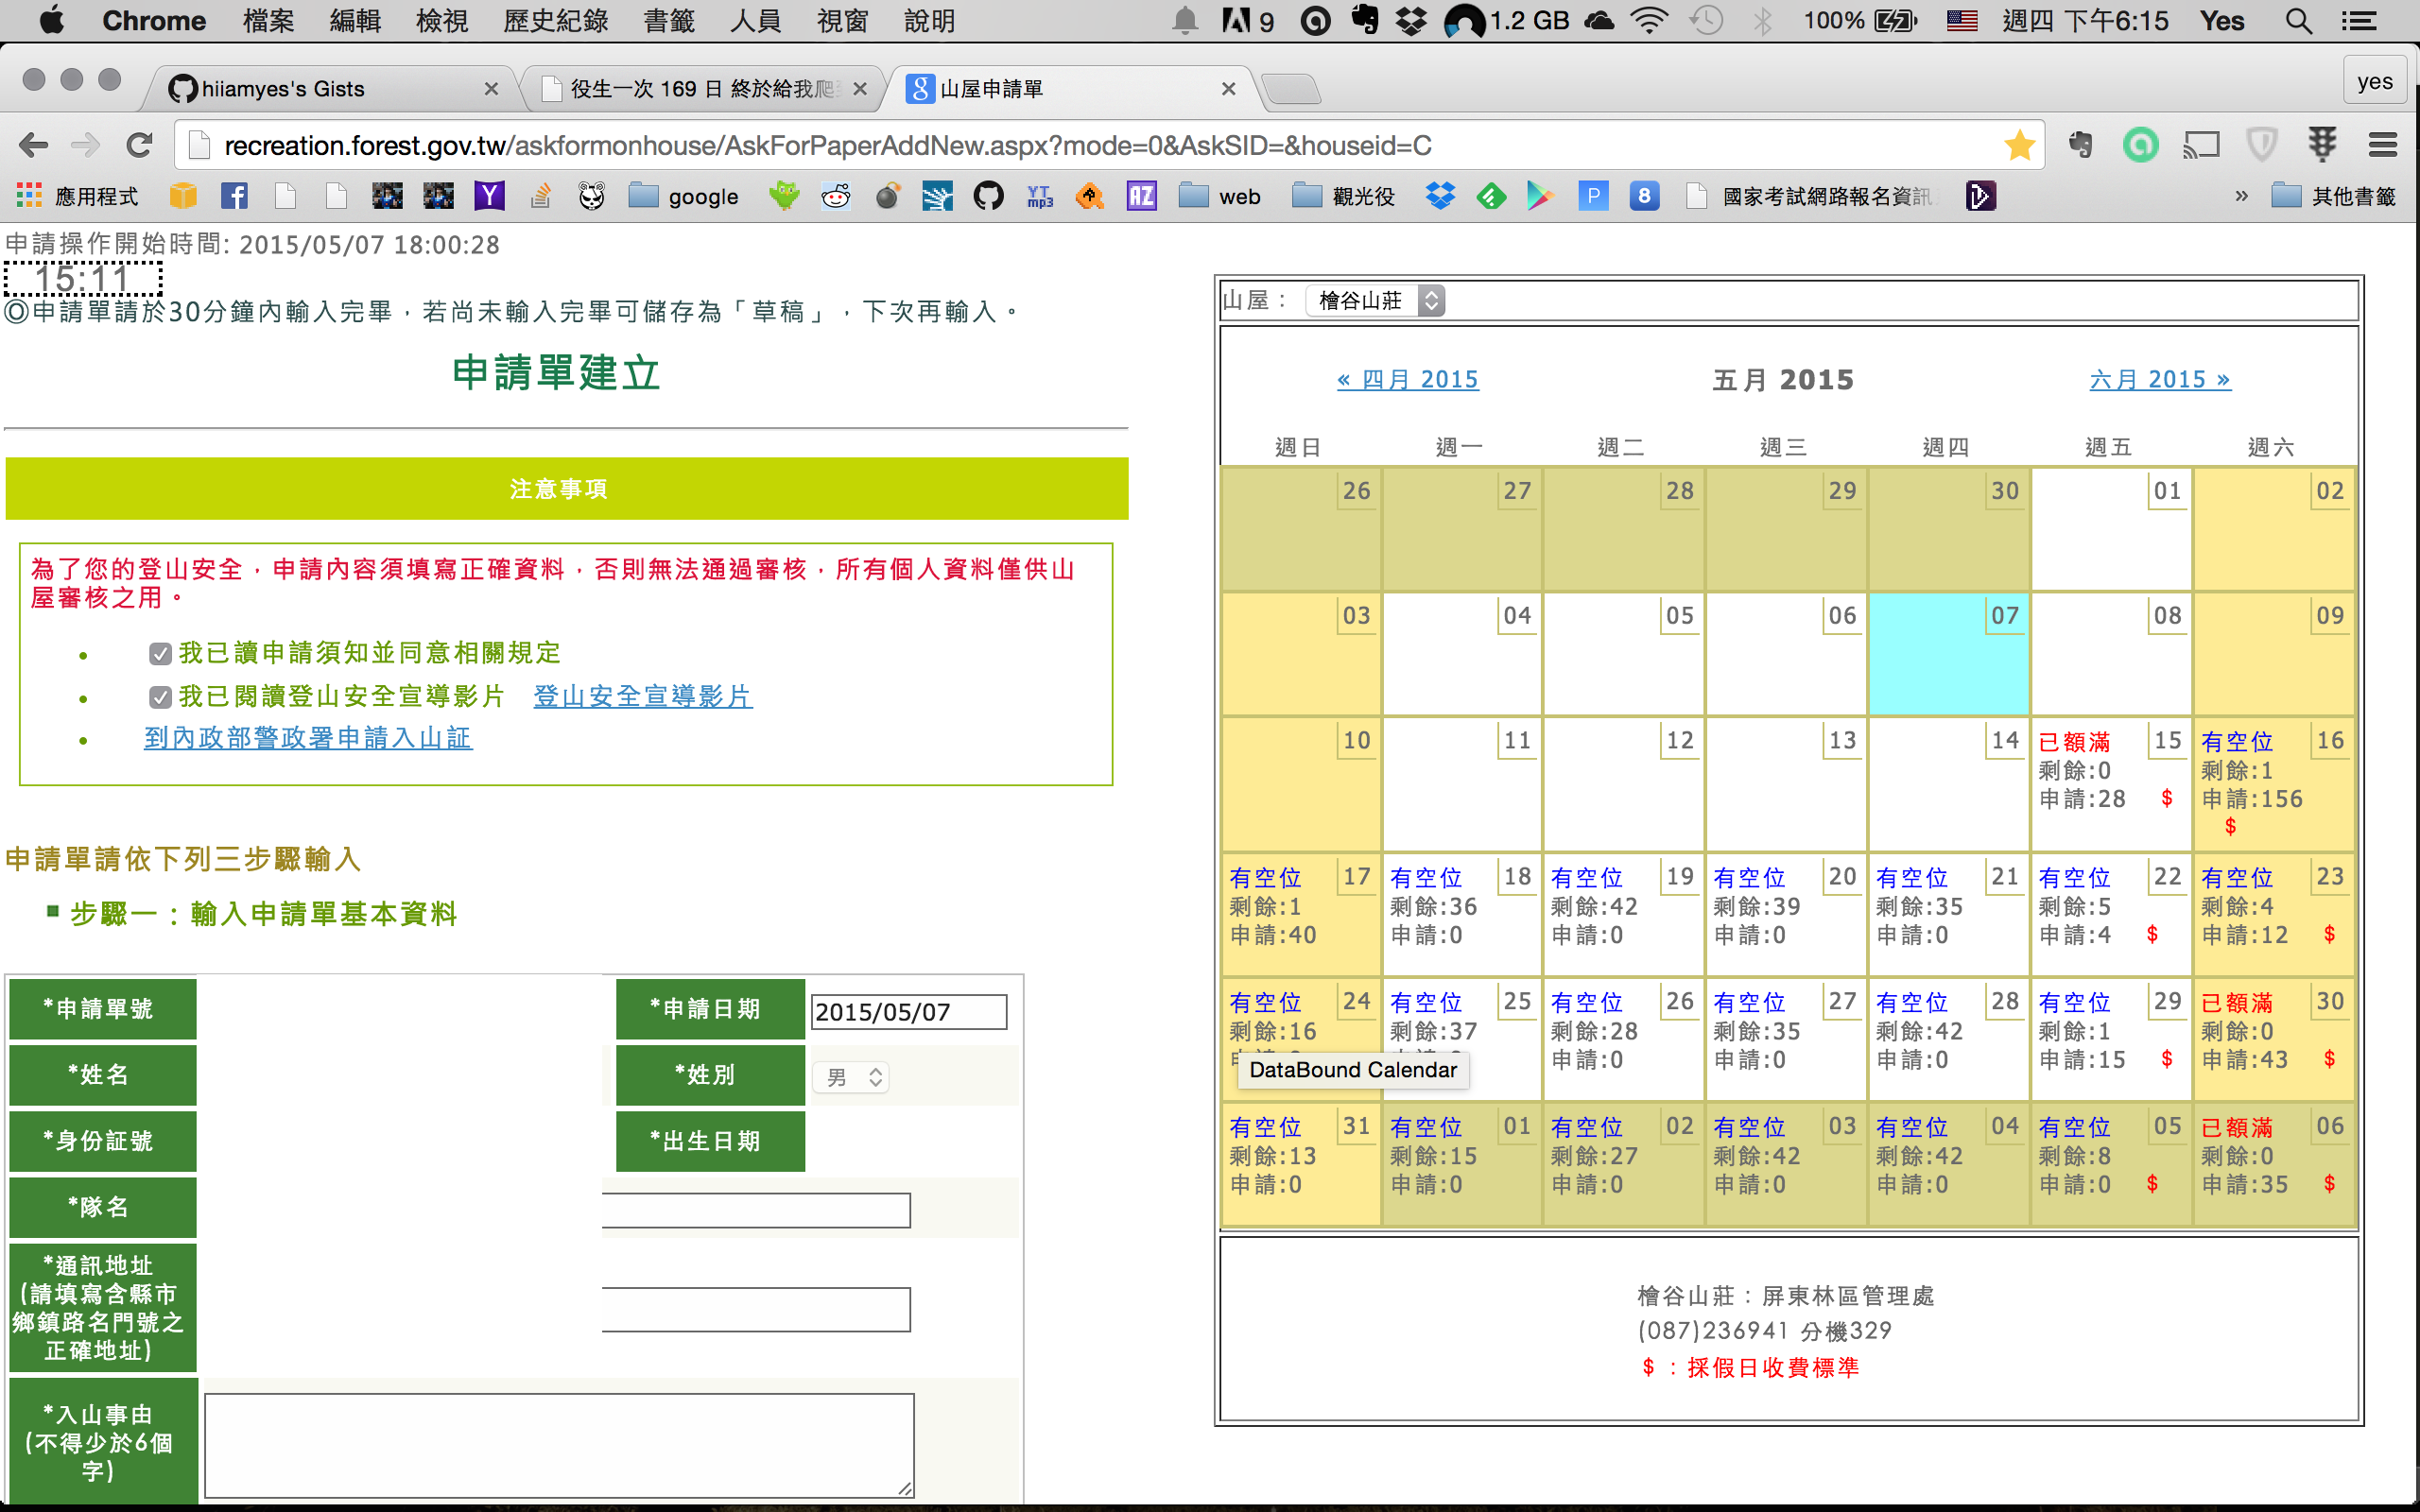 Chrome 檔案 編輯 檢視 歷史紀錄 書籤 人員 視窗 說明 9 1.2 GB 100% 週四 下午6:15 Yes
hiiamyes's Gists 役生一次 169 日 終於給我爬 山屋申請單 yes
recreation.forest.gov.tw/askformonhouse/AskForPaperAddNew.aspx?mode=0&AskSID=&houseid=C
應用程式 google YT mp3 AZ web 觀光役 P 8 國家考試網路報名資訊 » 其他書籤
申請操作開始時間: 2015/05/07 18:00:28
15:11
◎申請單請於30分鐘內輸入完畢，若尚未輸入完畢可儲存為「草稿」，下次再輸入。
申請單建立
注意事項
為了您的登山安全，申請內容須填寫正確資料，否則無法通過審核，所有個人資料僅供山
屋審核之用。
我已讀申請須知並同意相關規定
我已閱讀登山安全宣導影片 登山安全宣導影片
到內政部警政署申請入山証
申請單請依下列三步驟輸入
步驟一：輸入申請單基本資料
*申請單號 *申請日期 2015/05/07
*姓名 *姓別 男
*身份証號 *出生日期
*隊名
*通訊地址
(請填寫含縣市
鄉鎮路名門號之
正確地址)
*入山事由
(不得少於6個
字)
山屋： 檜谷山莊
« 四月 2015 五月 2015 六月 2015 »
週日 週一 週二 週三 週四 週五 週六
26 27 28 29 30 01 02
03 04 05 06 07 08 09
10 11 12 13 14 已額滿 15 有空位 16
剩餘:0 剩餘:1
申請:28 $ 申請:156
$
有空位 17 有空位 18 有空位 19 有空位 20 有空位 21 有空位 22 有空位 23
剩餘:1 剩餘:36 剩餘:42 剩餘:39 剩餘:35 剩餘:5 剩餘:4
申請:40 申請:0 申請:0 申請:0 申請:0 申請:4 $ 申請:12 $
有空位 24 有空位 25 有空位 26 有空位 27 有空位 28 有空位 29 已額滿 30
剩餘:16 剩餘:37 剩餘:28 剩餘:35 剩餘:42 剩餘:1 剩餘:0
申請:0 申請:0 申請:0 申請:15 $ 申請:43 $
DataBound Calendar
有空位 31 有空位 01 有空位 02 有空位 03 有空位 04 有空位 05 已額滿 06
剩餘:13 剩餘:15 剩餘:27 剩餘:42 剩餘:42 剩餘:8 剩餘:0
申請:0 申請:0 申請:0 申請:0 申請:0 申請:0 $ 申請:35 $
檜谷山莊：屏東林區管理處
(087)236941 分機329
$：採假日收費標準